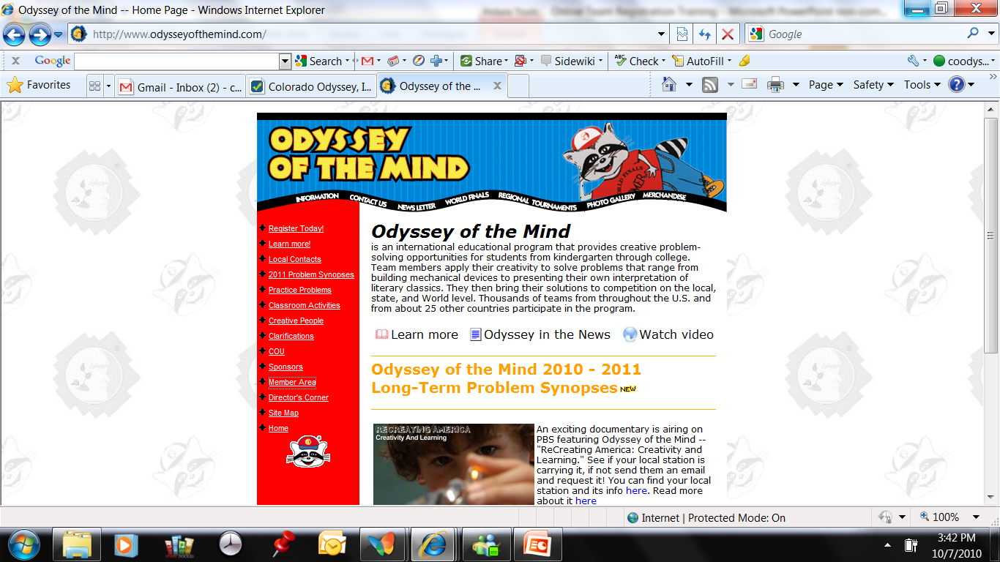 Odyssey of the Mind -- Home Page - Windows Internet Explorer
http://www.odysseyofthemind.com/
Google
x Google Search Share Sidewiki Check AutoFill coodys...
Favorites
Gmail - Inbox (2) - c...
Colorado Odyssey, I...
Odyssey of the ...
Page Safety Tools
ODYSSEY
OF THE MIND
WORLD FINALS
INFORMATION CONTACT US NEWS LETTER WORLD FINALS REGIONAL TOURNAMENTS PHOTO GALLERY MERCHANDISE
Register Today!
Learn more!
Local Contacts
2011 Problem Synopses
Practice Problems
Classroom Activities
Creative People
Clarifications
COU
Sponsors
Member Area
Director's Corner
Site Map
Home
Odyssey of the Mind
is an international educational program that provides creative problem-
solving opportunities for students from kindergarten through college.
Team members apply their creativity to solve problems that range from
building mechanical devices to presenting their own interpretation of
literary classics. They then bring their solutions to competition on the local,
state, and World level. Thousands of teams from throughout the U.S. and
from about 25 other countries participate in the program.
Learn more Odyssey in the News Watch video
Odyssey of the Mind 2010 - 2011
Long-Term Problem Synopses NEW
RECREATING AMERICA
Creativity And Learning
An exciting documentary is airing on
PBS featuring Odyssey of the Mind --
"ReCreating America: Creativity and
Learning." See if your local station is
carrying it, if not send them an email
and request it! You can find your local
station and its info here. Read more
about it here
Internet | Protected Mode: On
100%
3:42 PM
10/7/2010